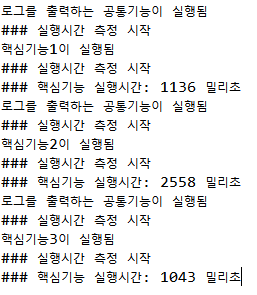 로그를 출력하는 공통기능이 실행됨
### 실행시간 측정 시작
핵심기능1이 실행됨
### 실행시간 측정 시작
### 핵심기능 실행시간: 1136 밀리초
로그를 출력하는 공통기능이 실행됨
### 실행시간 측정 시작
핵심기능2이 실행됨
### 실행시간 측정 시작
### 핵심기능 실행시간: 2558 밀리초
로그를 출력하는 공통기능이 실행됨
### 실행시간 측정 시작
핵심기능3이 실행됨
### 실행시간 측정 시작
### 핵심기능 실행시간: 1043 밀리초